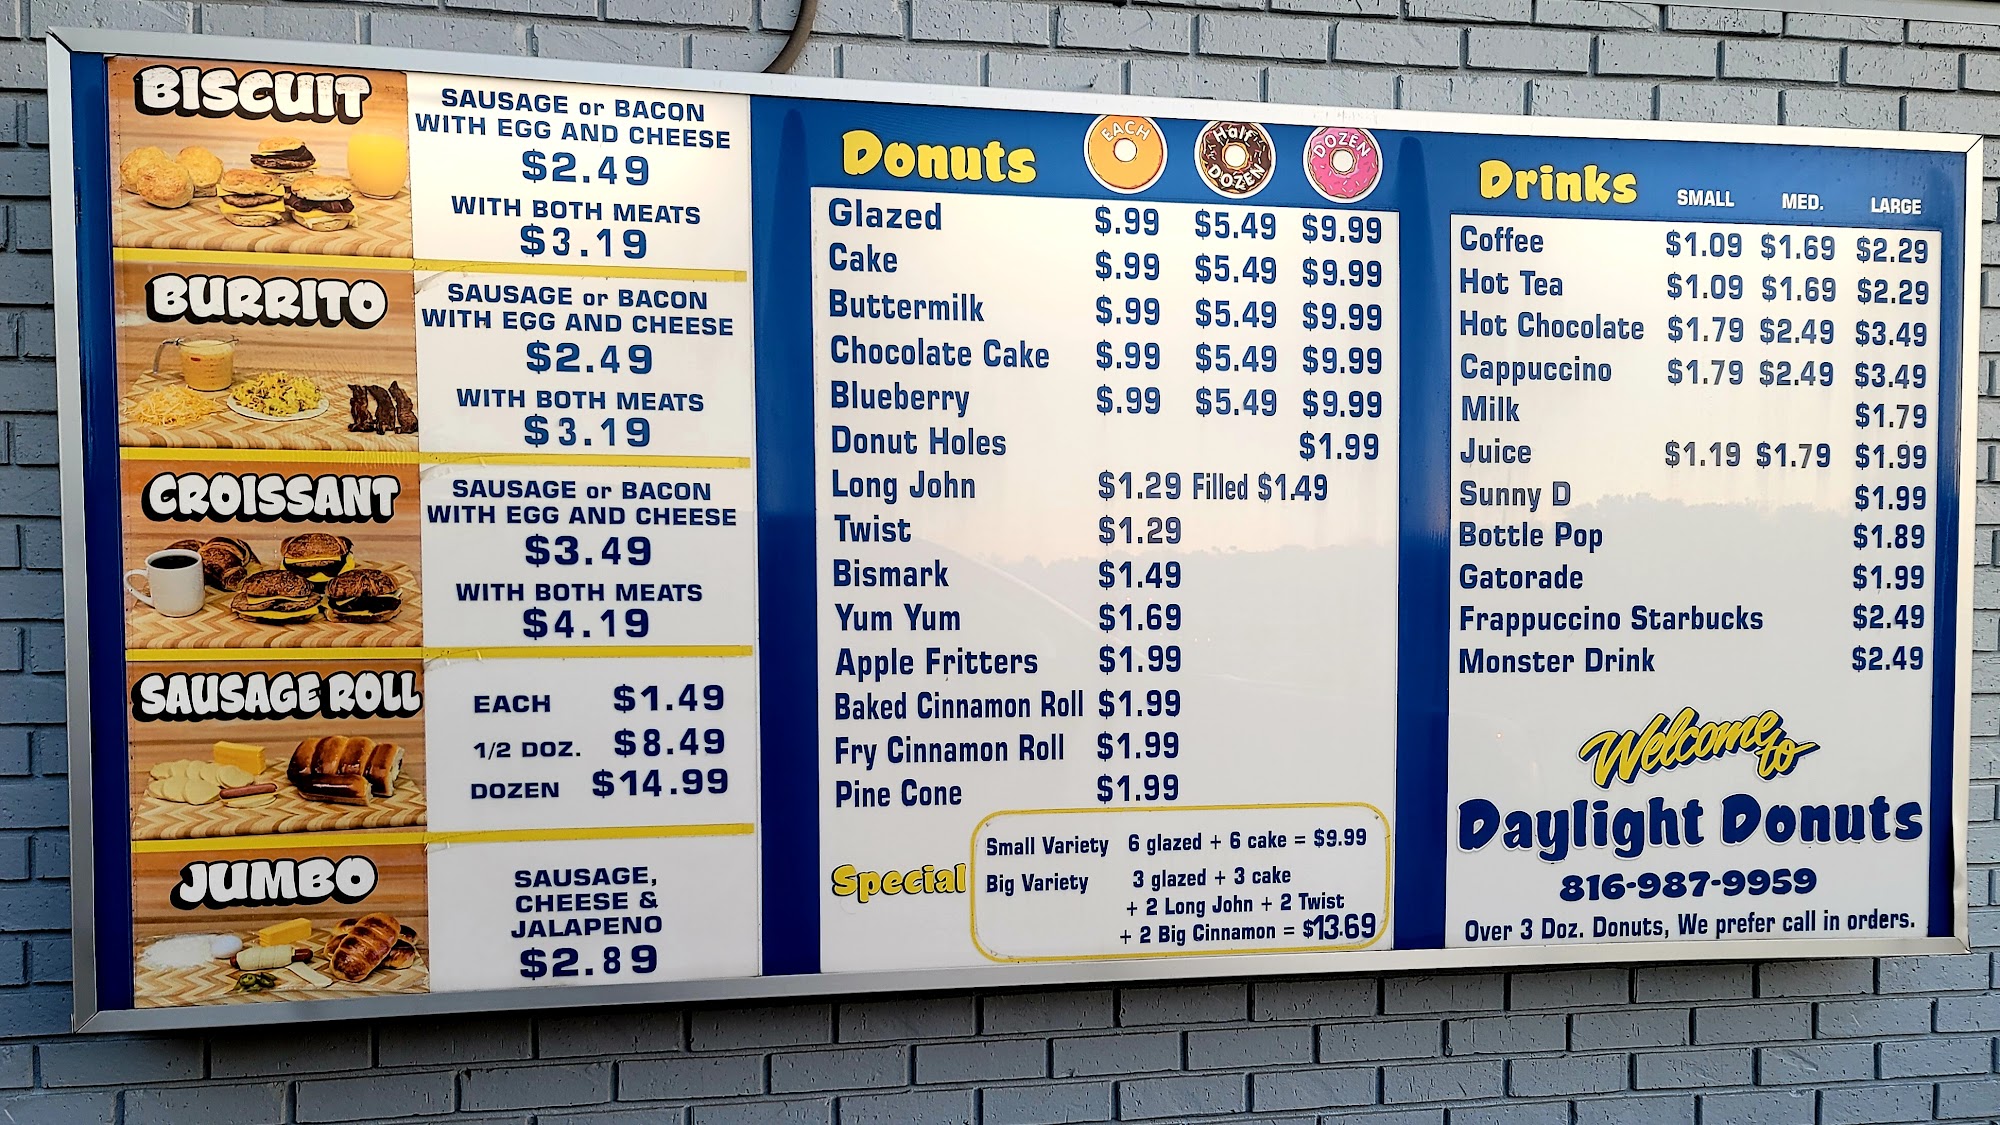 BISCUIT
SAUSAGE or BACON
WITH EGG AND CHEESE
$2.49
WITH BOTH MEATS
$3.19
BURRITO
SAUSAGE or BACON
WITH EGG AND CHEESE
$2.49
WITH BOTH MEATS
$3.19
CROISSANT
SAUSAGE or BACON
WITH EGG AND CHEESE
$3.49
WITH BOTH MEATS
$4.19
SAUSAGE ROLL
EACH $1.49
1/2 DOZ. $8.49
DOZEN $14.99
JUMBO
SAUSAGE,
CHEESE &
JALAPENO
$2.89
Donuts EACH Half DOZEN DOZEN
Glazed $.99 $5.49 $9.99
Cake $.99 $5.49 $9.99
Buttermilk $.99 $5.49 $9.99
Chocolate Cake $.99 $5.49 $9.99
Blueberry $.99 $5.49 $9.99
Donut Holes $1.99
Long John $1.29 Filled $1.49
Twist $1.29
Bismark $1.49
Yum Yum $1.69
Apple Fritters $1.99
Baked Cinnamon Roll $1.99
Fry Cinnamon Roll $1.99
Pine Cone $1.99
Special
Small Variety 6 glazed + 6 cake = $9.99
Big Variety 3 glazed + 3 cake
+ 2 Long John + 2 Twist
+ 2 Big Cinnamon = $13.69
Drinks SMALL MED. LARGE
Coffee $1.09 $1.69 $2.29
Hot Tea $1.09 $1.69 $2.29
Hot Chocolate $1.79 $2.49 $3.49
Cappuccino $1.79 $2.49 $3.49
Milk $1.79
Juice $1.19 $1.79 $1.99
Sunny D $1.99
Bottle Pop $1.89
Gatorade $1.99
Frappuccino Starbucks $2.49
Monster Drink $2.49
Welcome to
Daylight Donuts
816-987-9959
Over 3 Doz. Donuts, We prefer call in orders.